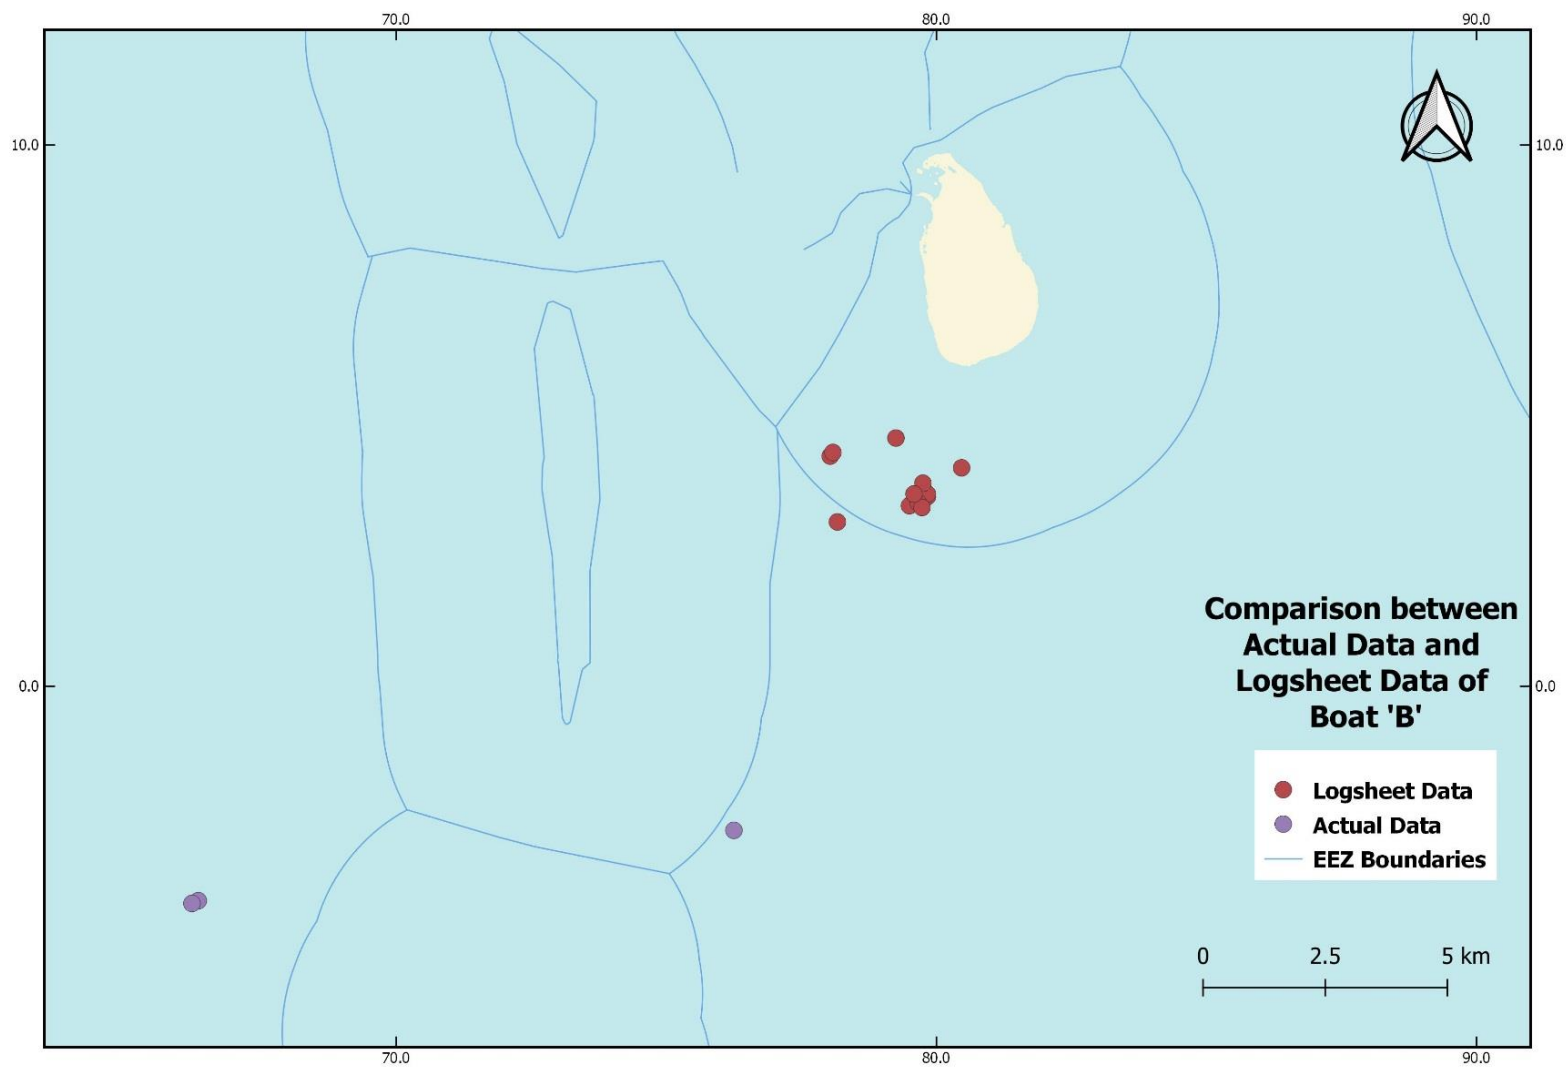 70.0
80.0
90.0
10.0
10.0
0.0
0.0
Comparison between
Actual Data and
Logsheet Data of
Boat 'B'
Logsheet Data
Actual Data
EEZ Boundaries
0 2.5 5 km
70.0
80.0
90.0